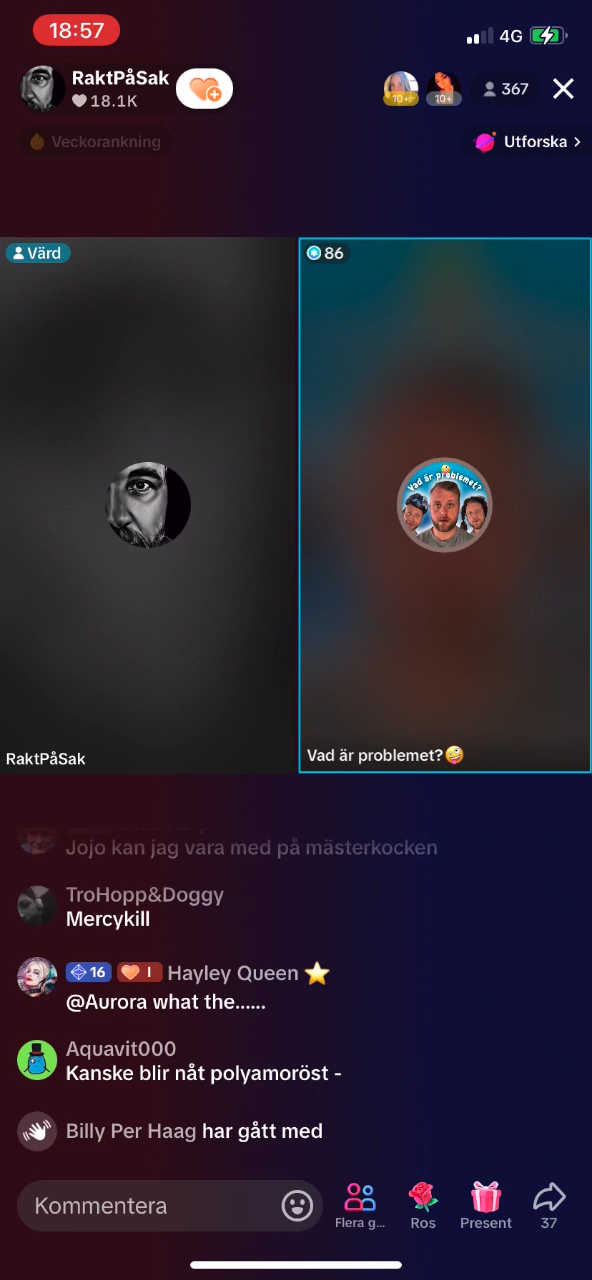 18:57
4G
RaktPåSak
18.1K
10+
10+
367
Veckorankning
Utforska >
Värd
86
Vad är problemet?
RaktPåSak
Vad är problemet?🤪
Jojo kan jag vara med på mästerkocken
TroHopp&Doggy
Mercykill
16 I Hayley Queen ⭐
@Aurora what the......
Aquavit000
Kanske blir nåt polyamoröst -
Billy Per Haag har gått med
Kommentera
Flera g...
Ros
Present
37